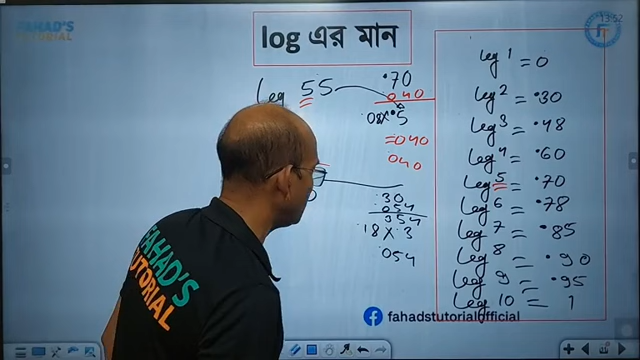 FAHAD'S
TUTORIAL
log এর মান
13:52
log 55
.70
040
08×.5
=040
040
.30
054
354
18×3
.054
log 1 = 0
log 2 = .30
log 3 = .48
log 4 = .60
log 5 = .70
log 6 = .78
log 7 = .85
log 8 = .90
log 9 = .95
log 10 = 1
FAHAD'S
TUTORIAL
fahadstutorialofficial